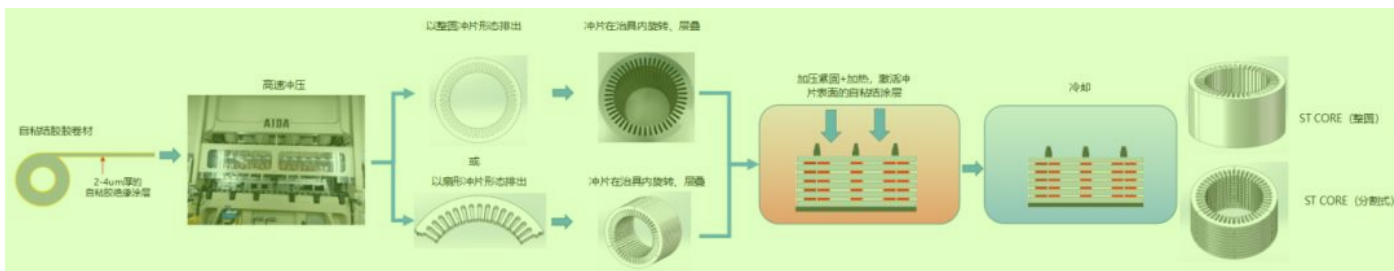 自粘结胶胶卷材
2-4um厚的
自粘胶绝缘涂层
高速冲压
AIDA
以整圆冲片形态排出
或
以扇形冲片形态排出
冲片在治具内旋转、层叠
冲片在治具内旋转、层叠
加压紧固+加热，激活冲
片表面的自粘结涂层
冷却
ST CORE（整圆）
ST CORE（分割式）